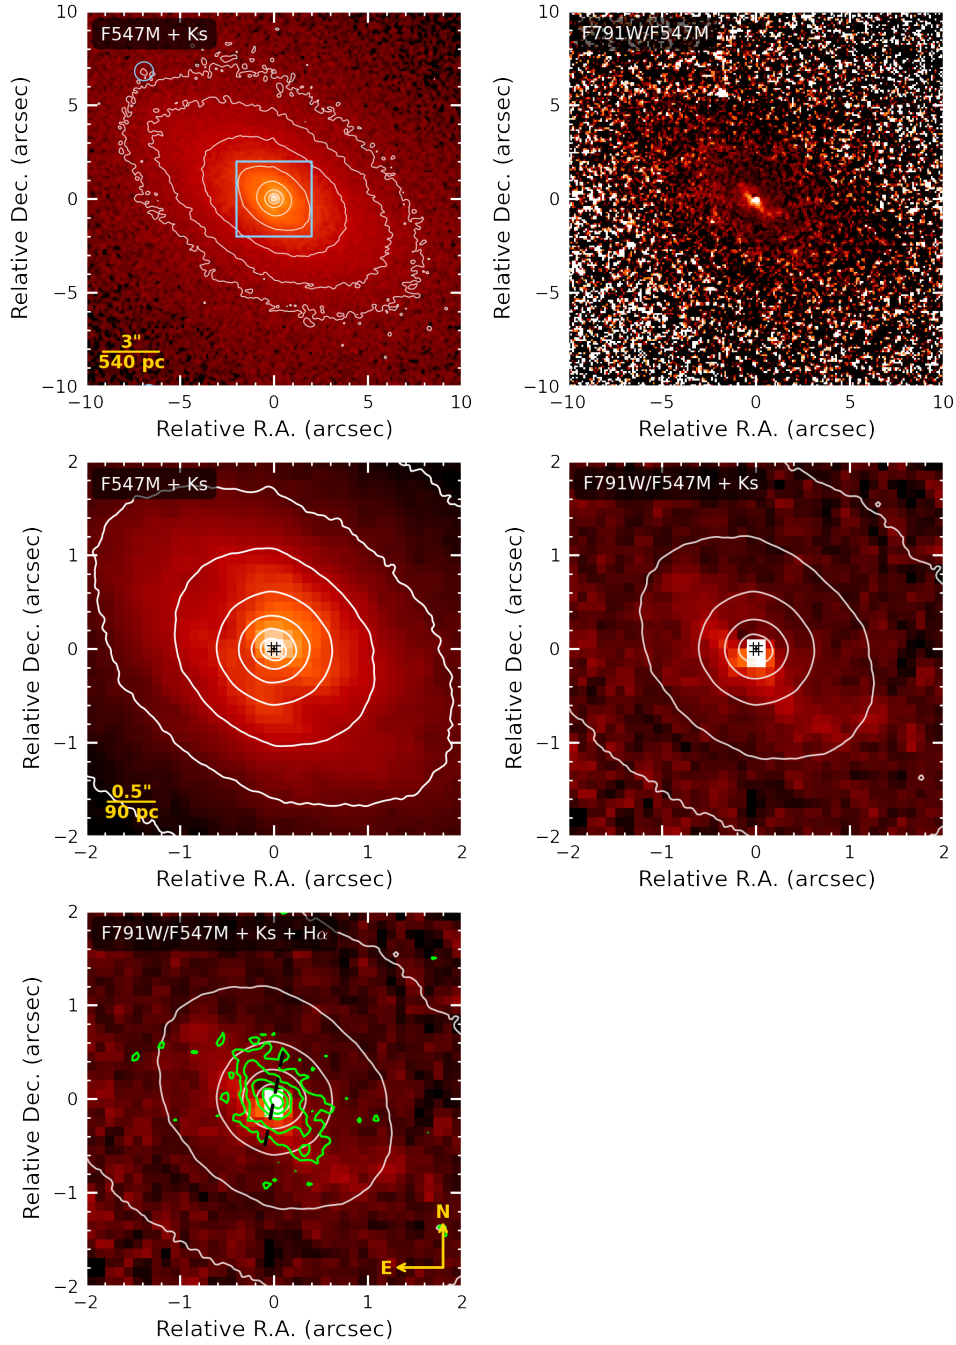 F547M + Ks
F791W/F547M
10
5
0
−5
−10
−10 −5 0 5 10
Relative Dec. (arcsec)
Relative R.A. (arcsec)
3"
540 pc
10
5
0
−5
−10
−10 −5 0 5 10
Relative Dec. (arcsec)
Relative R.A. (arcsec)
F547M + Ks
2
1
0
−1
−2
−2 −1 0 1 2
Relative Dec. (arcsec)
Relative R.A. (arcsec)
0.5"
90 pc
F791W/F547M + Ks
2
1
0
−1
−2
−2 −1 0 1 2
Relative Dec. (arcsec)
Relative R.A. (arcsec)
F791W/F547M + Ks + Hα
2
1
0
−1
−2
−2 −1 0 1 2
Relative Dec. (arcsec)
Relative R.A. (arcsec)
N
E